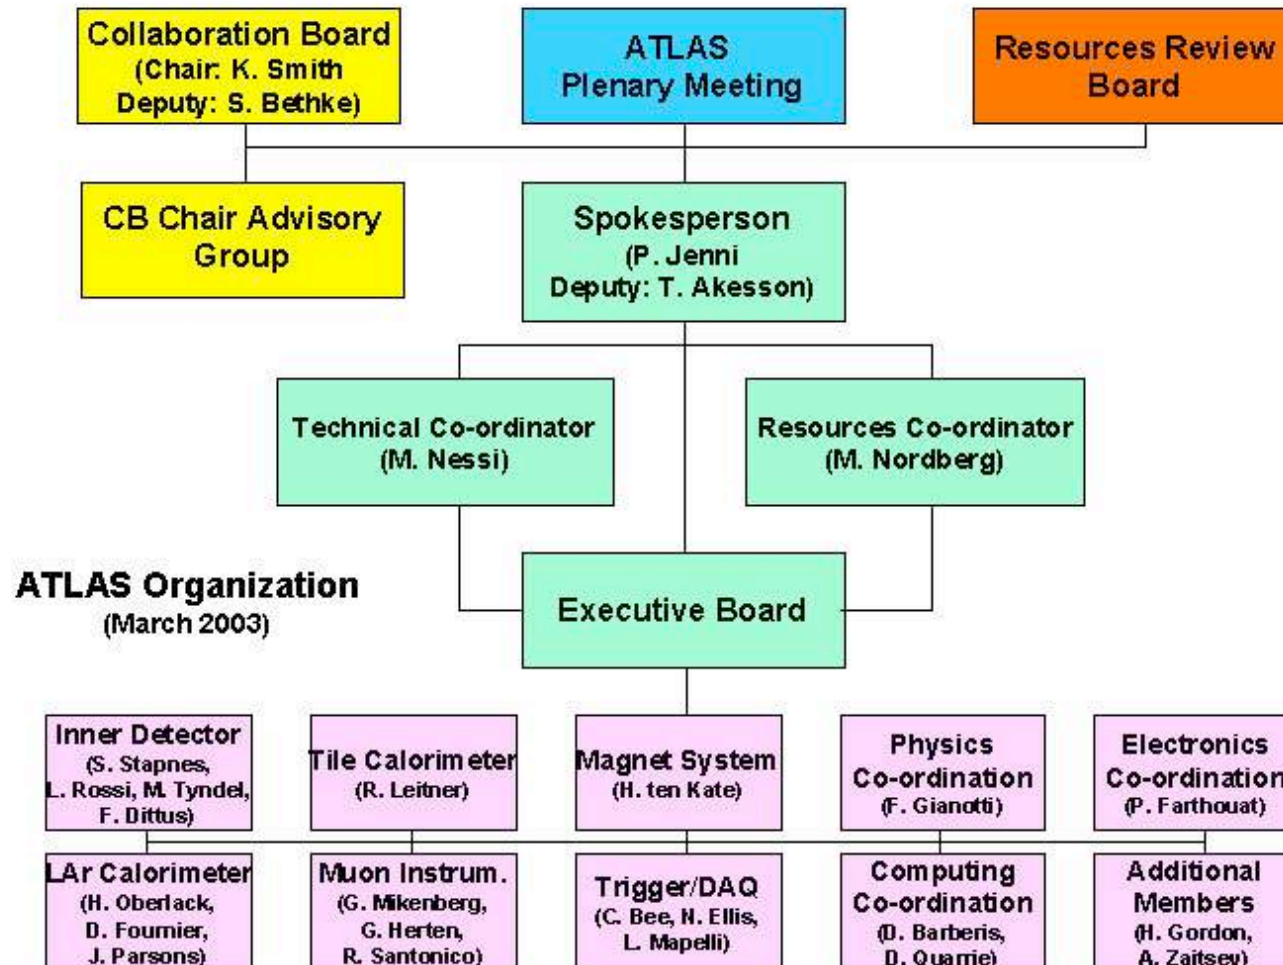 Collaboration Board
(Chair: K. Smith
Deputy: S. Bethke)
ATLAS
Plenary Meeting
Resources Review
Board
CB Chair Advisory
Group
Spokesperson
(P. Jenni
Deputy: T. Akesson)
Technical Co-ordinator
(M. Nessi)
Resources Co-ordinator
(M. Nordberg)
ATLAS Organization
(March 2003)
Executive Board
Inner Detector
(S. Stapnes,
L. Rossi, M. Tyndel,
F. Dittus)
Tile Calorimeter
(R. Leitner)
Magnet System
(H. ten Kate)
Physics
Co-ordination
(F. Gianotti)
Electronics
Co-ordination
(P. Farthouat)
LAr Calorimeter
(H. Oberlack,
D. Fournier,
J. Parsons)
Muon Instrum.
(G. Mikenberg,
G. Herten,
R. Santonico)
Trigger/DAQ
(C. Bee, N. Ellis,
L. Mapelli)
Computing
Co-ordination
(D. Barberis,
D. Quarrie)
Additional
Members
(H. Gordon,
A. Zaitsev)